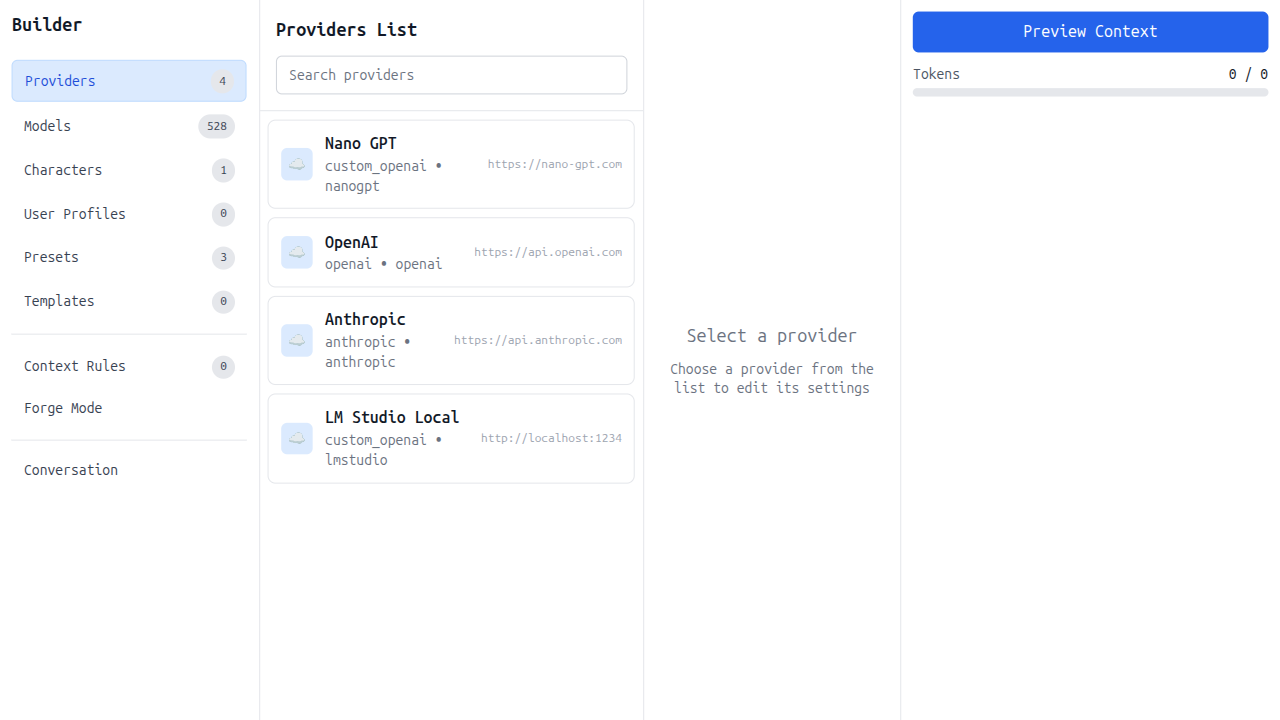 Builder
Providers 4
Models 528
Characters 1
User Profiles 0
Presets 3
Templates 0
Context Rules 0
Forge Mode
Conversation
Providers List
Search providers
Nano GPT
custom_openai •
nanogpt
https://nano-gpt.com
OpenAI
openai • openai
https://api.openai.com
Anthropic
anthropic •
anthropic
https://api.anthropic.com
LM Studio Local
custom_openai •
lmstudio
http://localhost:1234
Select a provider
Choose a provider from the
list to edit its settings
Preview Context
Tokens 0 / 0